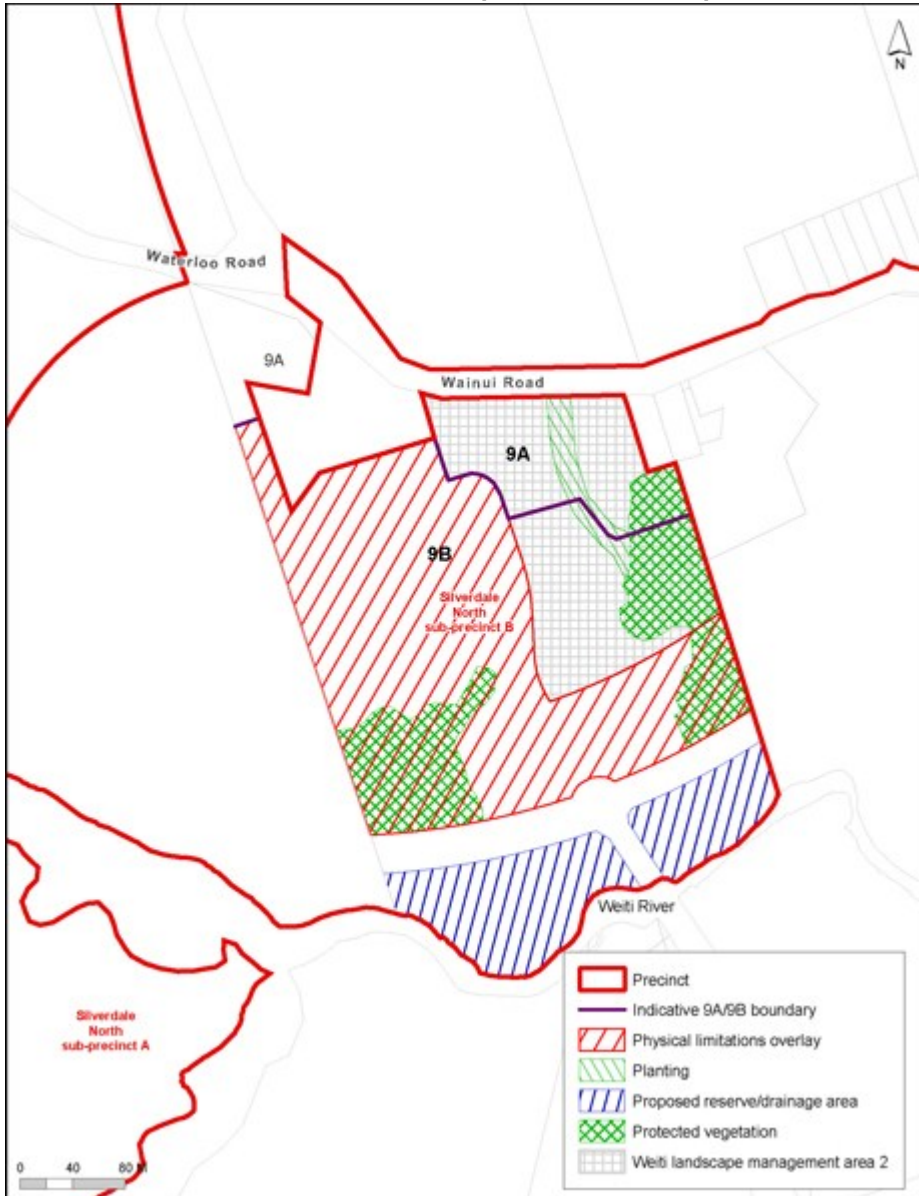 N
Waterloo Road
9A
Wainui Road
9A
9B
Silverdale
North
sub-precinct B
Weiti River
Silverdale
North
sub-precinct A
Precinct
Indicative 9A/9B boundary
Physical limitations overlay
Planting
Proposed reserve/drainage area
Protected vegetation
Weiti landscape management area 2
0 40 80 M